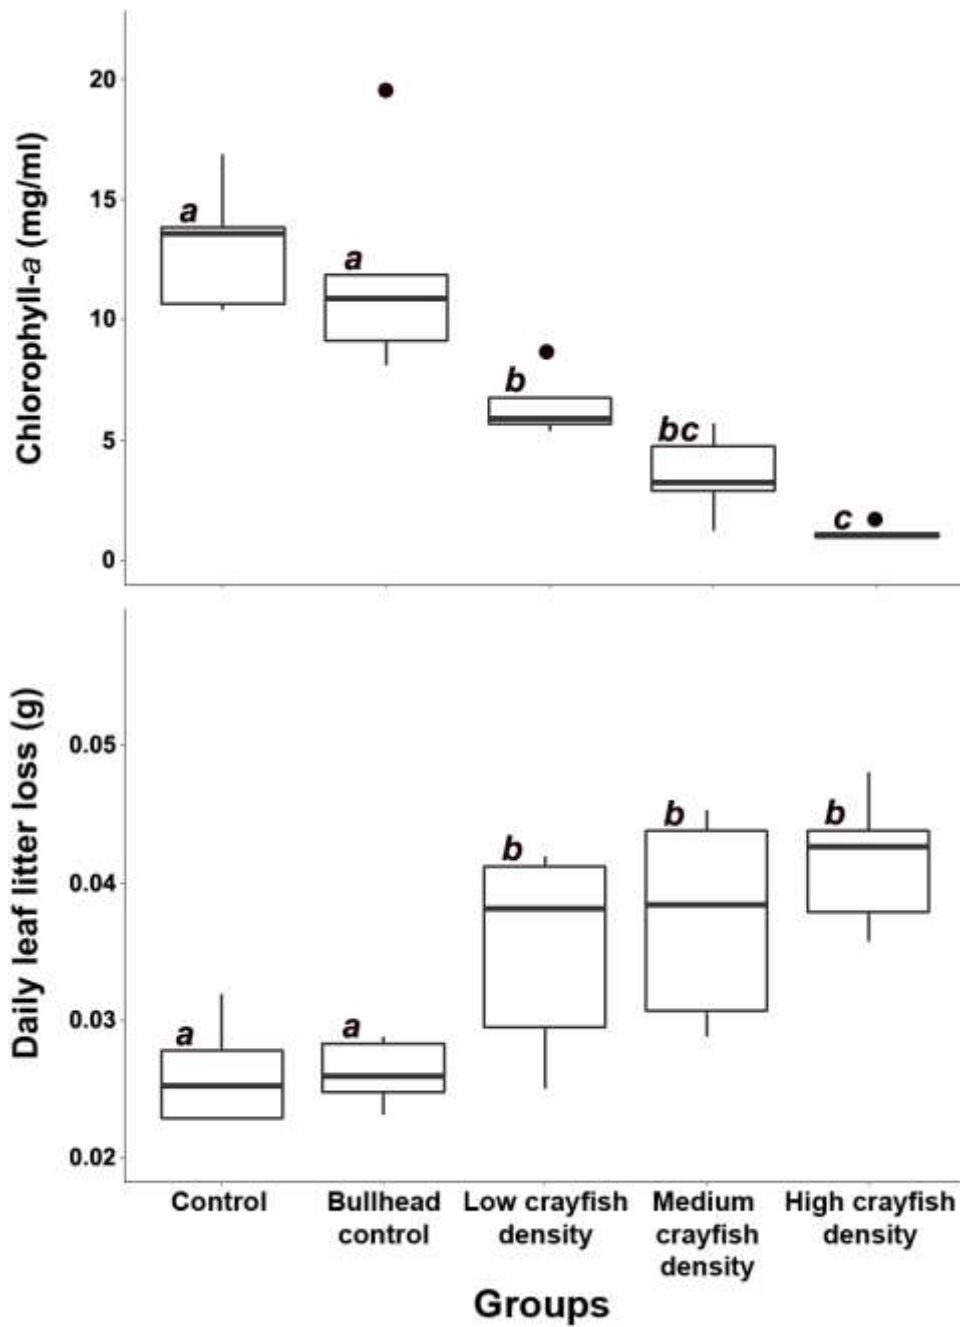 Chlorophyll-a (mg/ml)
20
15
10
5
0
a
a
b
bc
c
Daily leaf litter loss (g)
0.05
0.04
0.03
0.02
a
a
b
b
b
Control
Bullhead
control
Low crayfish
density
Medium
crayfish
density
High crayfish
density
Groups